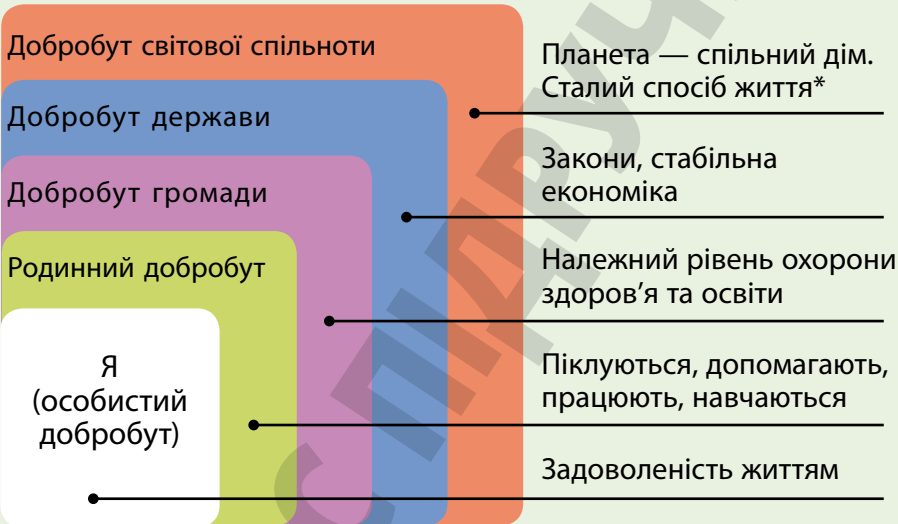 Добробут світової спільноти
Добробут держави
Добробут громади
Родинний добробут
Я
(особистий
добробут)
Планета — спільний дім.
Сталий спосіб життя*
Закони, стабільна
економіка
Належний рівень охорони
здоров’я та освіти
Піклуються, допомагають,
працюють, навчаються
Задоволеність життям